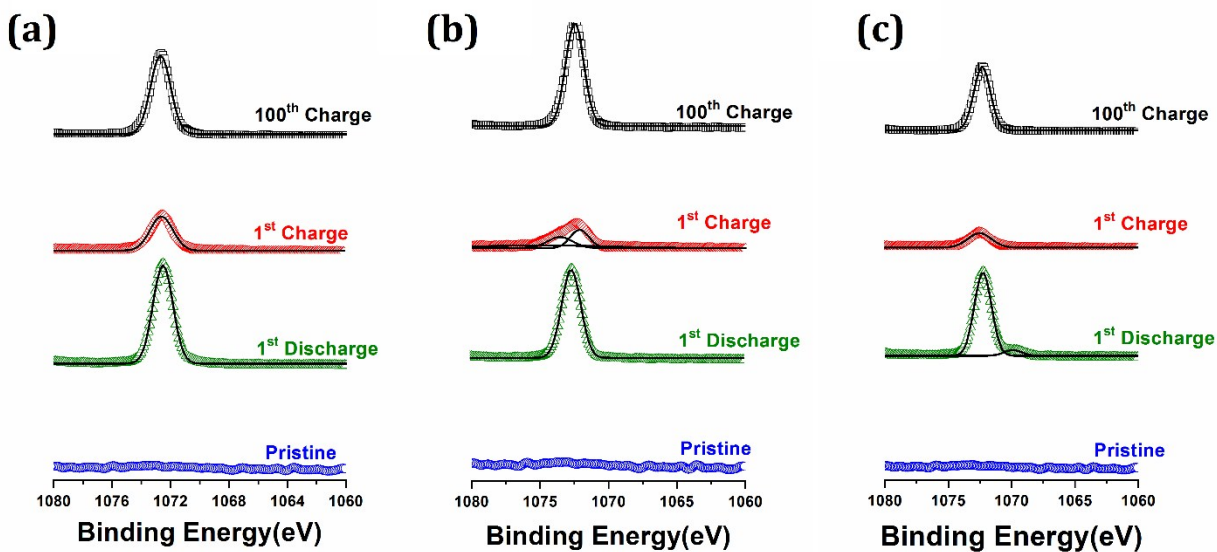 (a)
100th Charge
1st Charge
1st Discharge
Pristine
1080 1076 1072 1068 1064 1060
Binding Energy(eV)
(b)
100th Charge
1st Charge
1st Discharge
Pristine
1080 1075 1070 1065 1060
Binding Energy(eV)
(c)
100th Charge
1st Charge
1st Discharge
Pristine
1080 1075 1070 1065 1060
Binding Energy(eV)